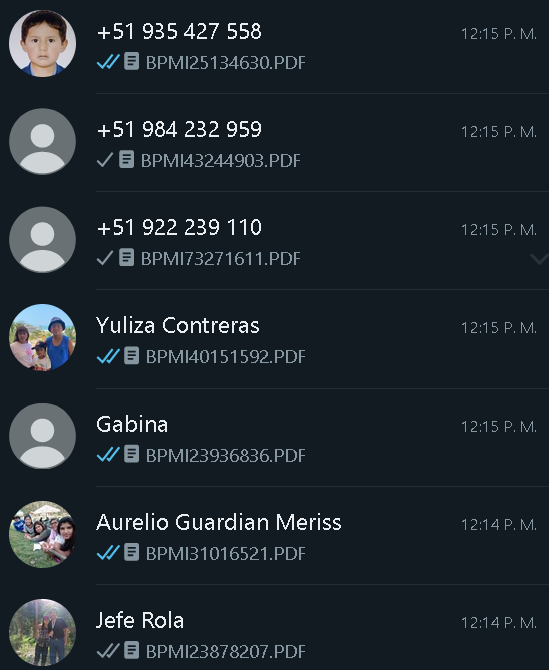 +51 935 427 558 12:15 P. M.
BPMI25134630.PDF
+51 984 232 959 12:15 P. M.
BPMI43244903.PDF
+51 922 239 110 12:15 P. M.
BPMI73271611.PDF
Yuliza Contreras 12:15 P. M.
BPMI40151592.PDF
Gabina 12:15 P. M.
BPMI23936836.PDF
Aurelio Guardian Meriss 12:14 P. M.
BPMI31016521.PDF
Jefe Rola 12:14 P. M.
BPMI23878207.PDF